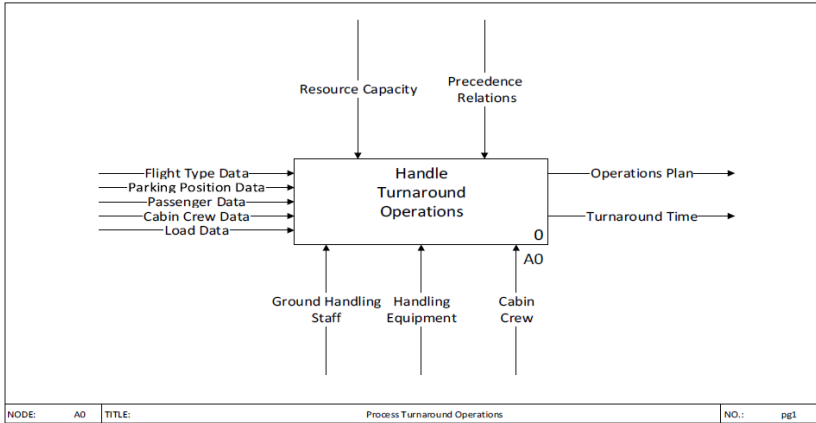 Resource Capacity
Precedence
Relations
Flight Type Data
Parking Position Data
Passenger Data
Cabin Crew Data
Load Data
Handle
Turnaround
Operations
0
A0
Operations Plan
Turnaround Time
Ground Handling
Staff
Handling
Equipment
Cabin
Crew
NODE: A0 TITLE: Process Turnaround Operations NO.: pg1